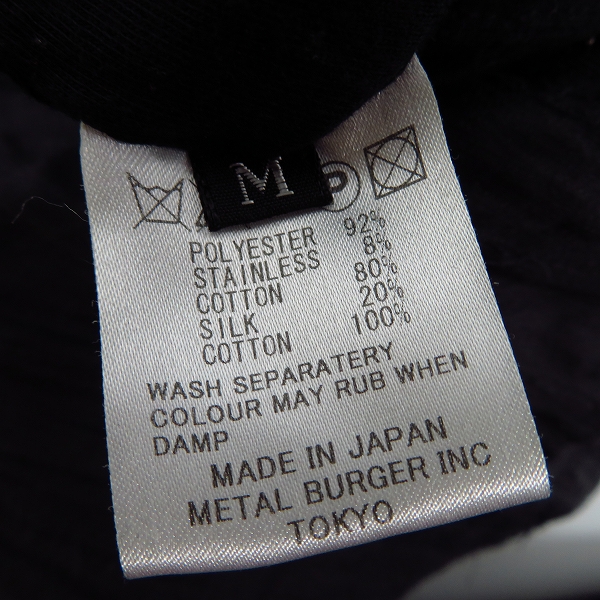 M
P
POLYESTER 92%
STAINLESS 8%
COTTON 80%
SILK 20%
COTTON 100%
WASH SEPARATERY
COLOUR MAY RUB WHEN
DAMP
MADE IN JAPAN
METAL BURGER INC
TOKYO